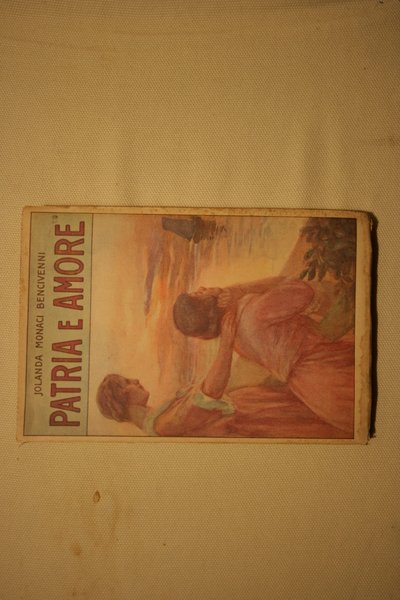 JOLANDA MONACI BENCIVENNI
PATRIA E AMORE